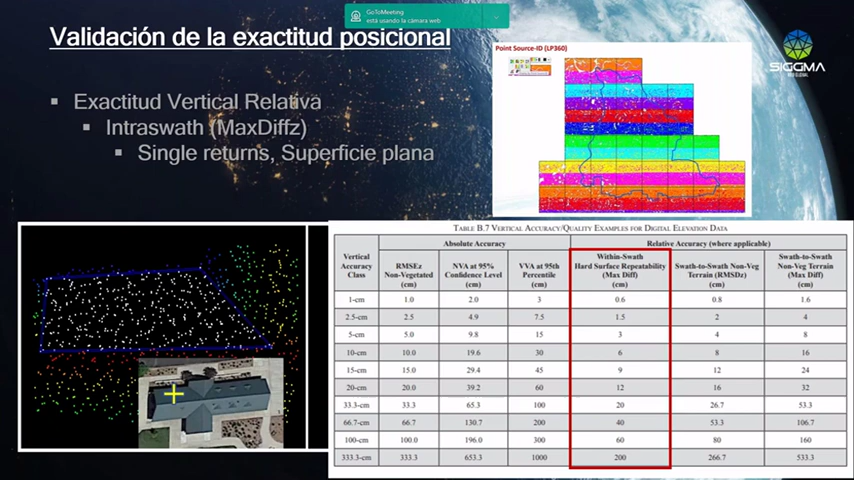 GoToMeeting
está usando la cámara web
Validación de la exactitud posicional
▪ Exactitud Vertical Relativa
▪ Intraswath (MaxDiffz)
▪ Single returns, Superficie plana
Point Source-ID (LP360)
SIGGMA
TABLE B.7 VERTICAL ACCURACY/QUALITY EXAMPLES FOR DIGITAL ELEVATION DATA
Vertical Accuracy Class
Absolute Accuracy
Relative Accuracy (where applicable)
RMSEz Non-Vegetated (cm)
NVA at 95% Confidence Level (cm)
VVA at 95th Percentile (cm)
Within-Swath Hard Surface Repeatability (Max Diff) (cm)
Swath-to-Swath Non-Veg Terrain (RMSDz) (cm)
Swath-to-Swath Non-Veg Terrain (Max Diff) (cm)
1-cm 1.0 2.0 3 0.6 0.8 1.6
2.5-cm 2.5 4.9 7.5 1.5 2 4
5-cm 5.0 9.8 15 3 4 8
10-cm 10.0 19.6 30 6 8 16
15-cm 15.0 29.4 45 9 12 24
20-cm 20.0 39.2 60 12 16 32
33.3-cm 33.3 65.3 100 20 26.7 53.3
66.7-cm 66.7 130.7 200 40 53.3 106.7
100-cm 100.0 196.0 300 60 80 160
333.3-cm 333.3 653.3 1000 200 266.7 533.3